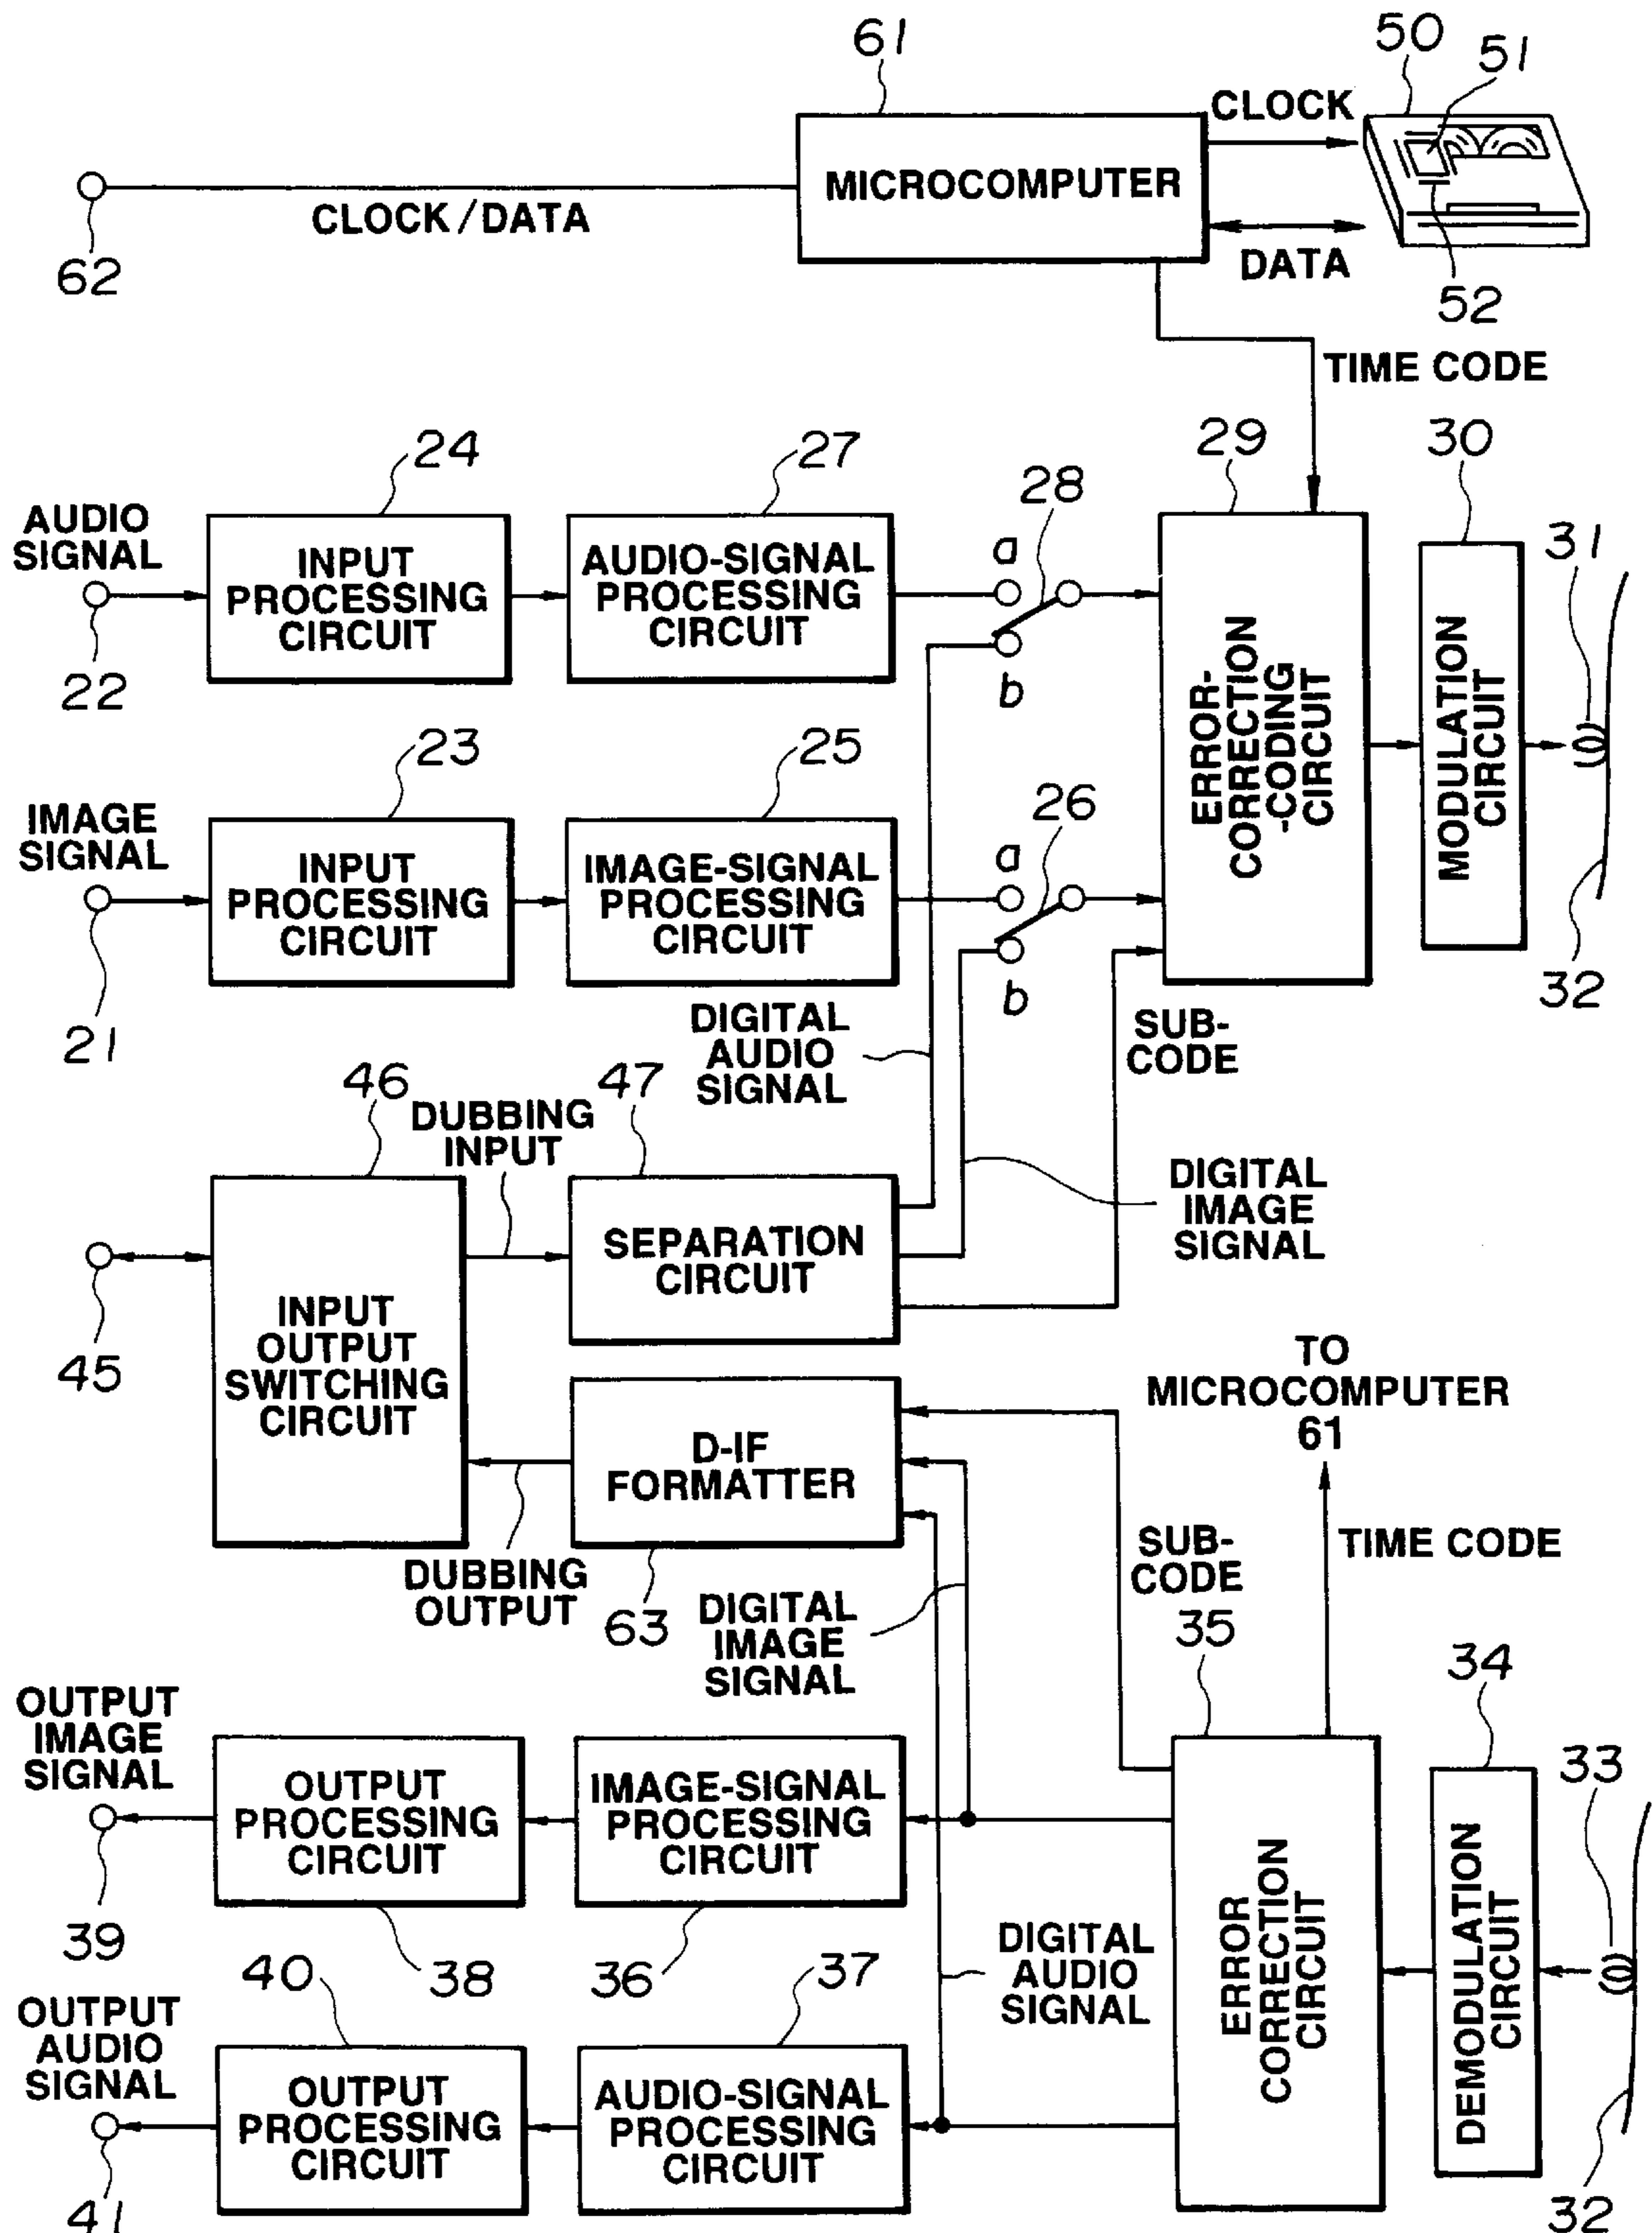 61
50
51
CLOCK
MICROCOMPUTER
CLOCK/DATA
62
DATA
52
TIME CODE
24
27
28
29
30
AUDIO
SIGNAL
22
INPUT
PROCESSING
CIRCUIT
AUDIO-SIGNAL
PROCESSING
CIRCUIT
a
b
ERROR-
CORRECTION
-CODING
CIRCUIT
MODULATION
CIRCUIT
31
32
23
25
26
IMAGE
SIGNAL
21
INPUT
PROCESSING
CIRCUIT
IMAGE-SIGNAL
PROCESSING
CIRCUIT
a
b
DIGITAL
AUDIO
SIGNAL
SUB-
CODE
46
DUBBING
INPUT
47
DIGITAL
IMAGE
SIGNAL
45
INPUT
OUTPUT
SWITCHING
CIRCUIT
SEPARATION
CIRCUIT
TO
MICROCOMPUTER
61
D-IF
FORMATTER
DUBBING
OUTPUT
63
DIGITAL
IMAGE
SIGNAL
SUB-
CODE
TIME CODE
35
34
33
OUTPUT
IMAGE
SIGNAL
39
OUTPUT
PROCESSING
CIRCUIT
38
IMAGE-SIGNAL
PROCESSING
CIRCUIT
36
ERROR
CORRECTION
CIRCUIT
DEMODULATION
CIRCUIT
DIGITAL
AUDIO
SIGNAL
40
37
OUTPUT
AUDIO
SIGNAL
41
OUTPUT
PROCESSING
CIRCUIT
AUDIO-SIGNAL
PROCESSING
CIRCUIT
32